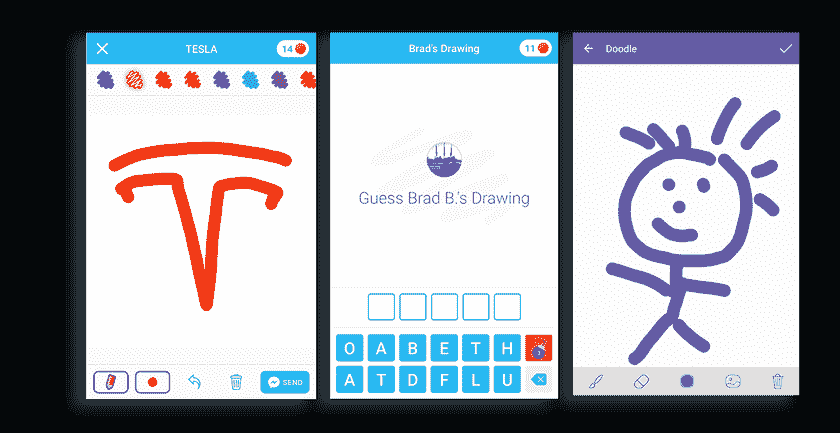 TESLA
14
SEND
Brad's Drawing
11
Guess Brad B.'s Drawing
O A B E T H
A T D F L U
Doodle